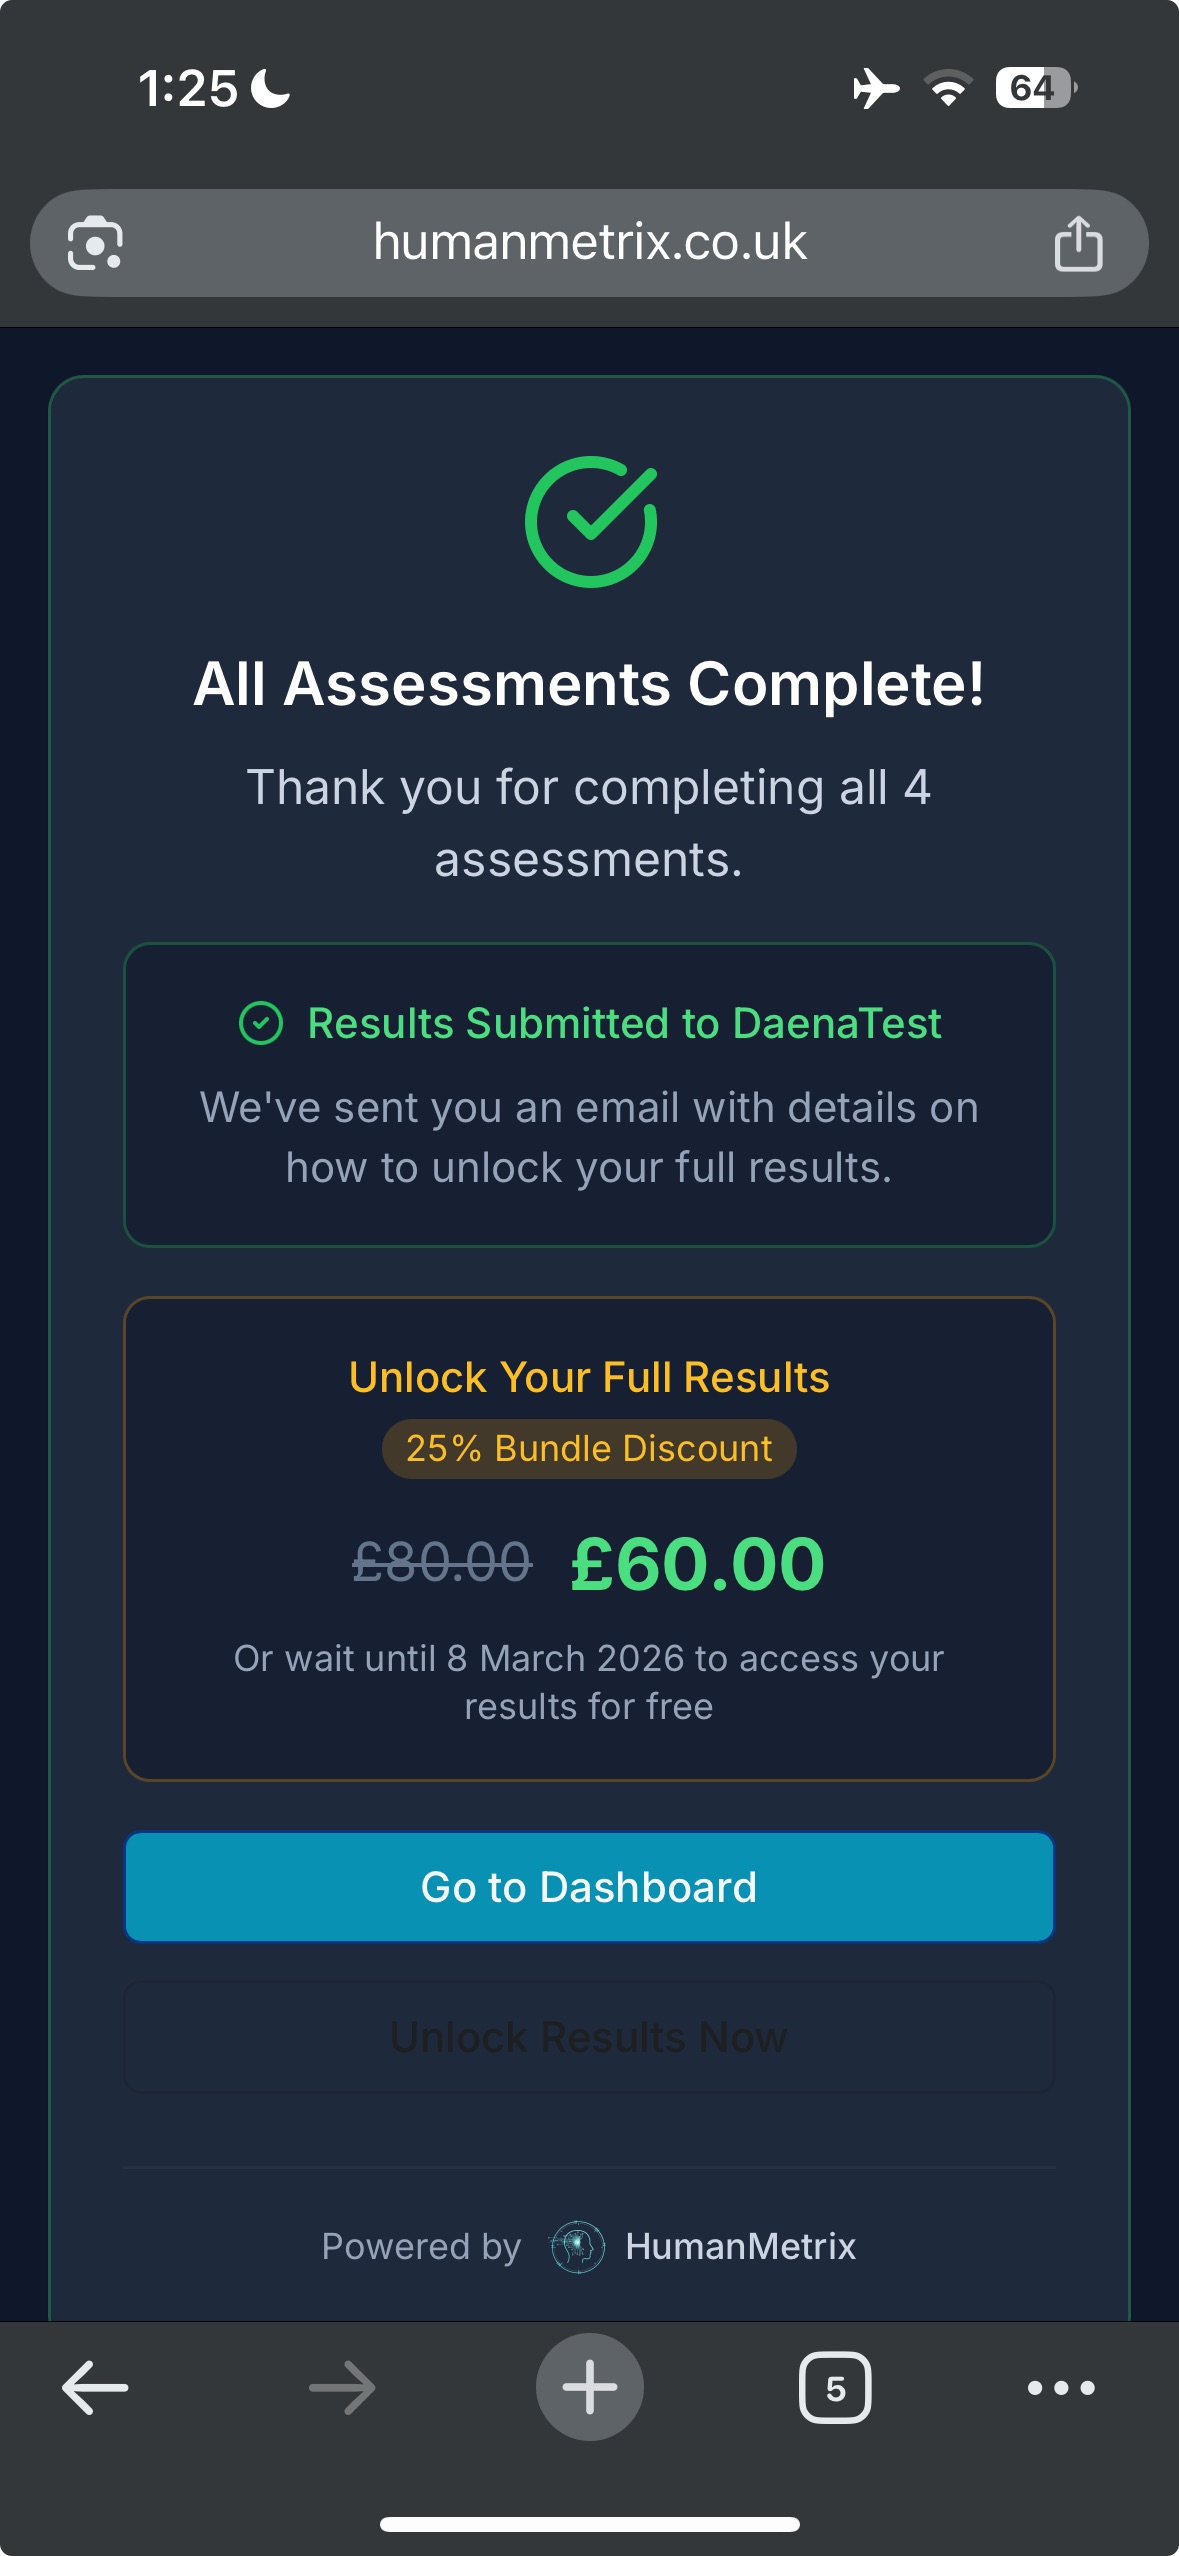 1:25
64
humanmetrix.co.uk
All Assessments Complete!
Thank you for completing all 4
assessments.
Results Submitted to DaenaTest
We've sent you an email with details on
how to unlock your full results.
Unlock Your Full Results
25% Bundle Discount
£80.00 £60.00
Or wait until 8 March 2026 to access your
results for free
Go to Dashboard
Unlock Results Now
Powered by HumanMetrix
5